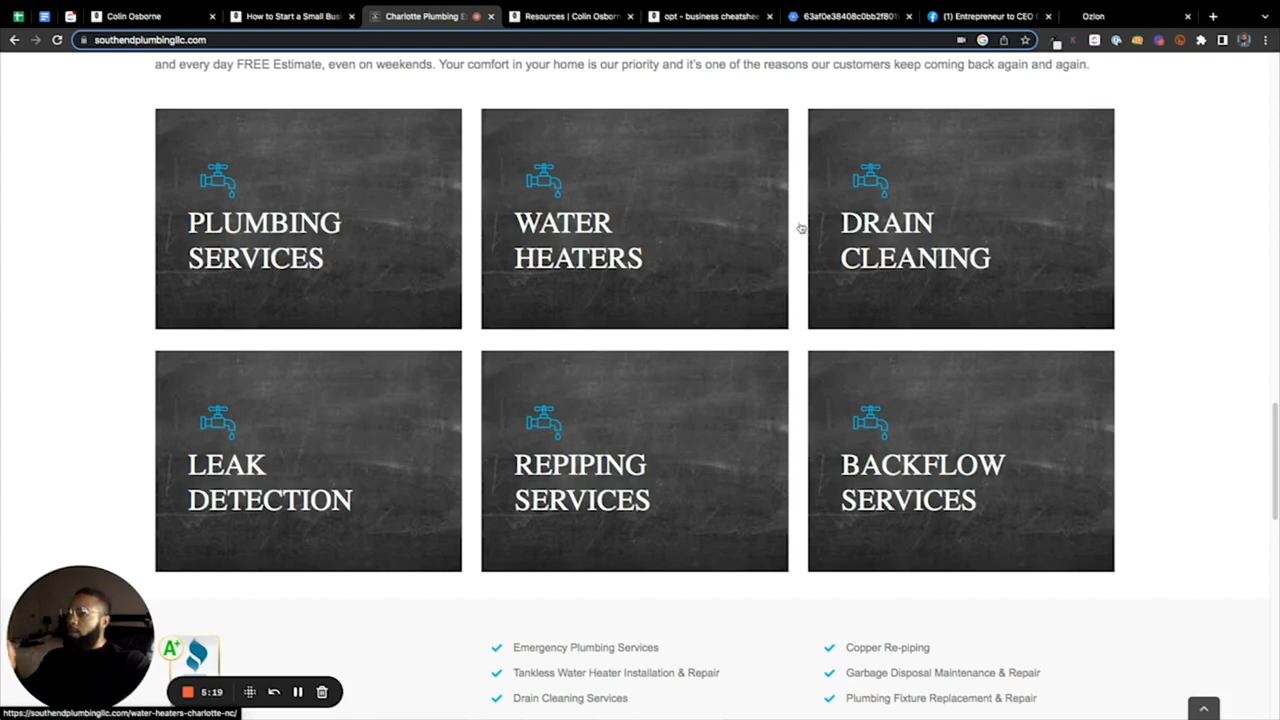 Colin Osborne
How to Start a Small Busi
Charlotte Plumbing E
Resources | Colin Osborn
opt - business cheatshee
63af0e38408c0bb2f801
(1) Entrepreneur to CEO
Ozlon
southendplumbingllc.com
and every day FREE Estimate, even on weekends. Your comfort in your home is our priority and it's one of the reasons our customers keep coming back again and again.
PLUMBING
SERVICES
WATER
HEATERS
DRAIN
CLEANING
LEAK
DETECTION
REPIPING
SERVICES
BACKFLOW
SERVICES
A+
Emergency Plumbing Services
Copper Re-piping
Tankless Water Heater Installation & Repair
Garbage Disposal Maintenance & Repair
Drain Cleaning Services
Plumbing Fixture Replacement & Repair
5:19
https://southendplumbingllc.com/water-heaters-charlotte-nc/